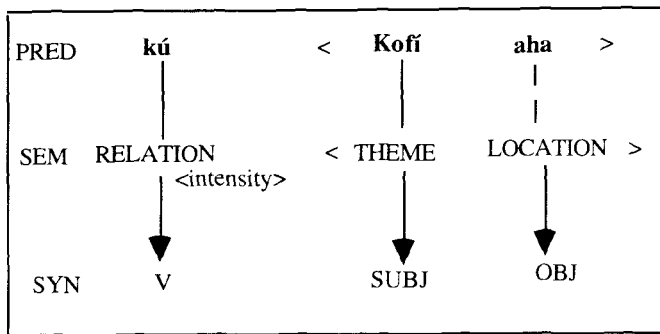 PRED kú < Kofí aha >
SEM RELATION < THEME LOCATION >
<intensity>
SYN V SUBJ OBJ